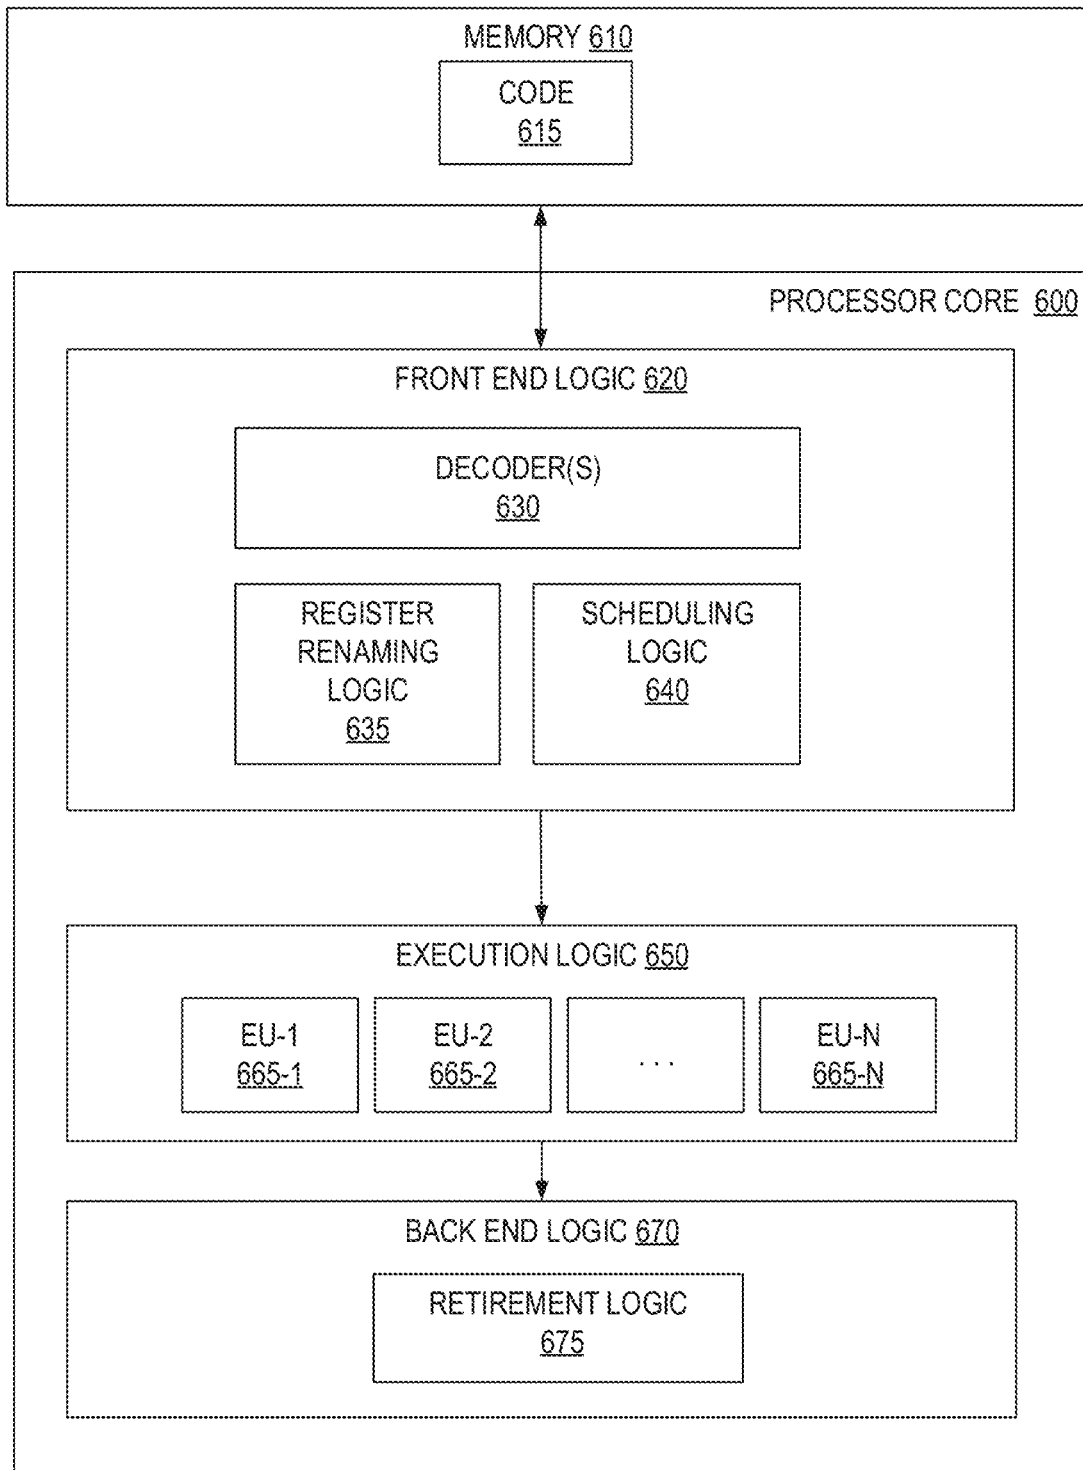 MEMORY 610
CODE
615
PROCESSOR CORE 600
FRONT END LOGIC 620
DECODER(S)
630
REGISTER
RENAMING
LOGIC
635
SCHEDULING
LOGIC
640
EXECUTION LOGIC 650
EU-1
665-1
EU-2
665-2
. . .
EU-N
665-N
BACK END LOGIC 670
RETIREMENT LOGIC
675